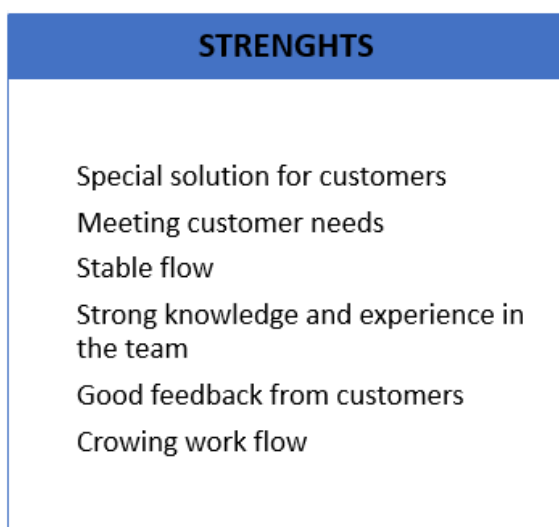 STRENGHTS
Special solution for customers
Meeting customer needs
Stable flow
Strong knowledge and experience in
the team
Good feedback from customers
Crowing work flow